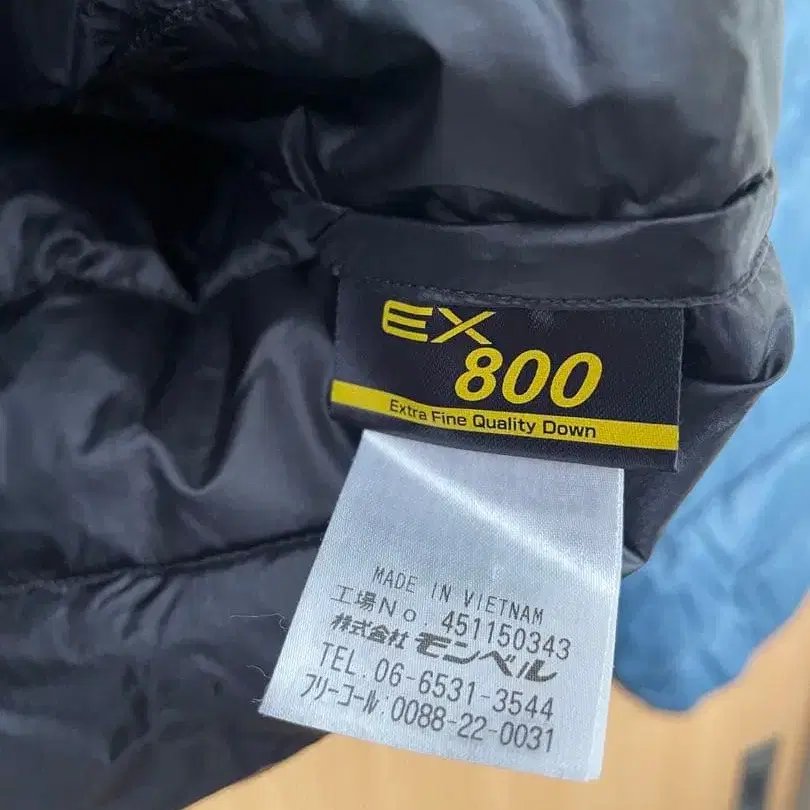 EX
800
Extra Fine Quality Down
MADE IN VIETNAM
工場No. 451150343
株式会社 モンベル
TEL. 06-6531-3544
フリーコール: 0088-22-0031